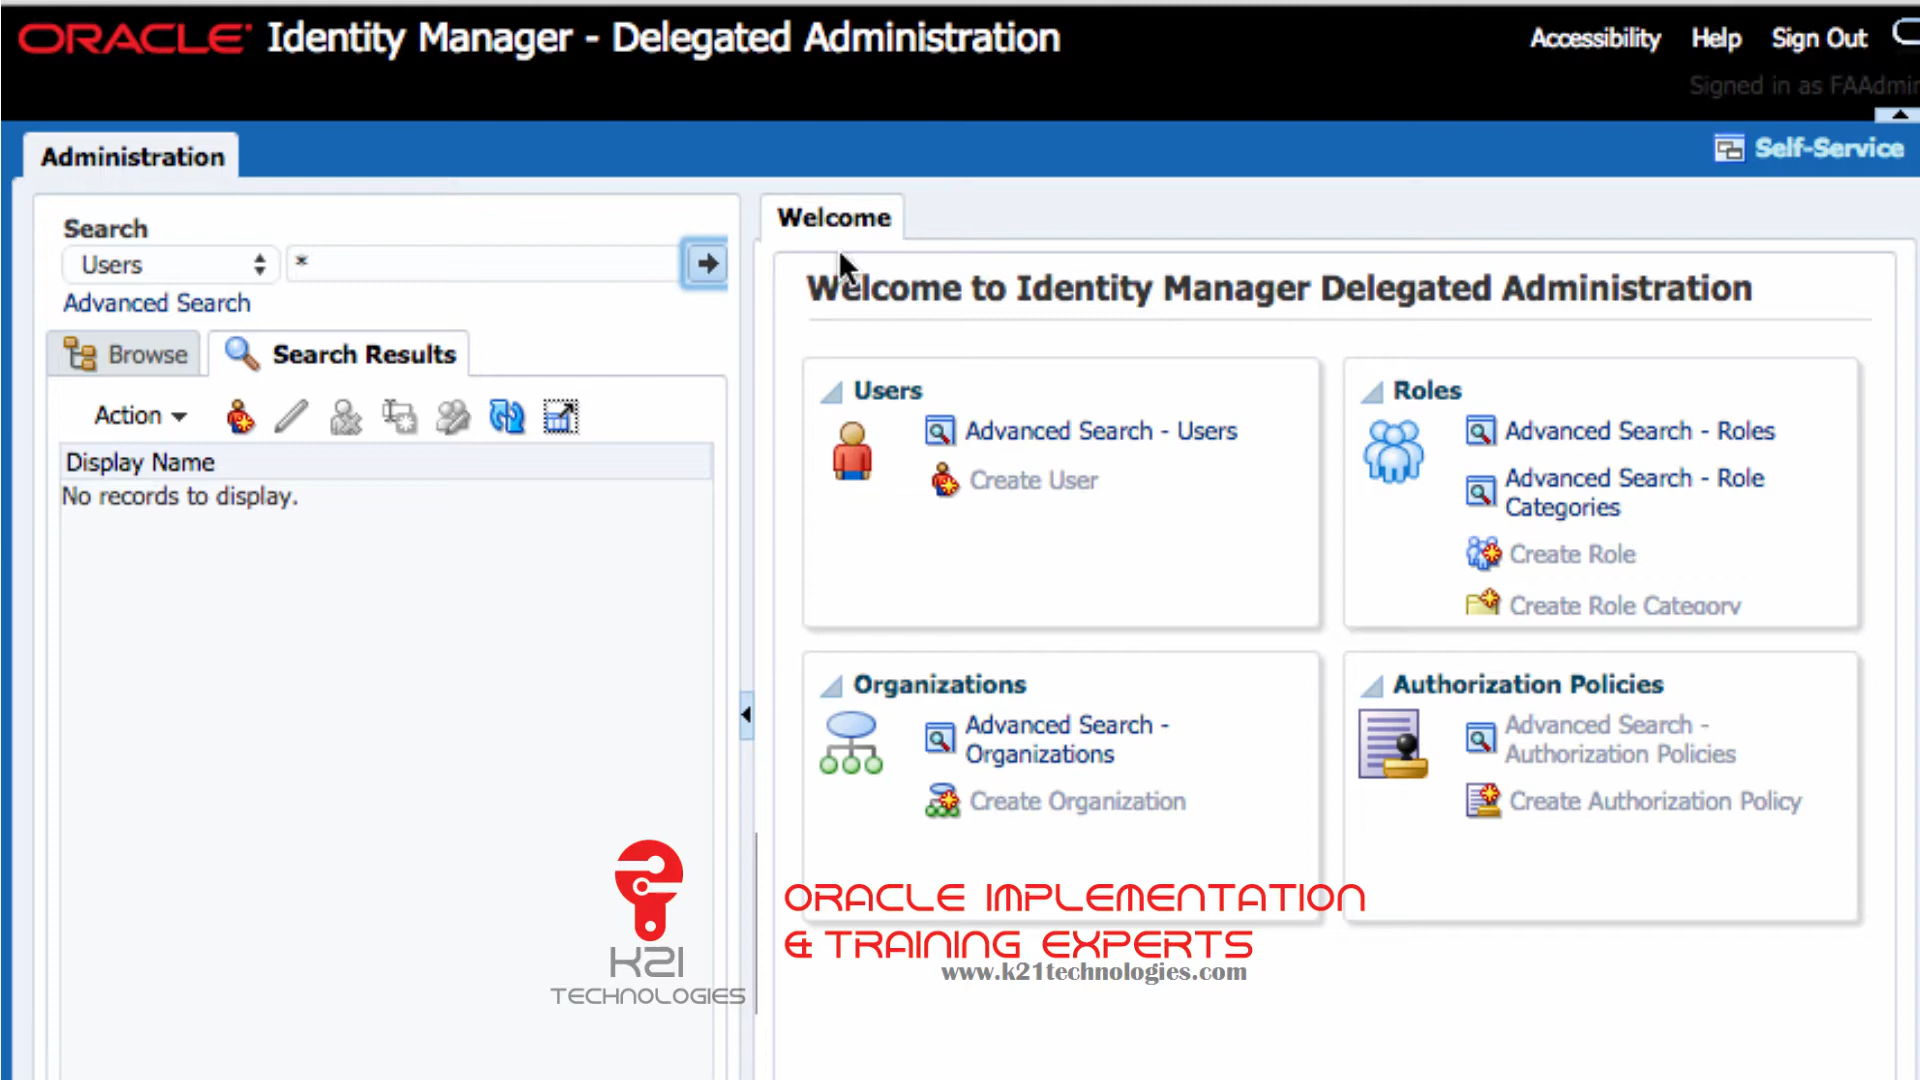 ORACLE Identity Manager - Delegated Administration
Accessibility Help Sign Out
Signed in as FAAdmin
Administration
Self-Service
Search
Users *
Advanced Search
Browse Search Results
Action
Display Name
No records to display.
Welcome
Welcome to Identity Manager Delegated Administration
Users
Advanced Search - Users
Create User
Roles
Advanced Search - Roles
Advanced Search - Role
Categories
Create Role
Create Role Category
Organizations
Advanced Search -
Organizations
Create Organization
Authorization Policies
Advanced Search -
Authorization Policies
Create Authorization Policy
K21
TECHNOLOGIES
ORACLE IMPLEMENTATION
& TRAINING EXPERTS
www.k21technologies.com